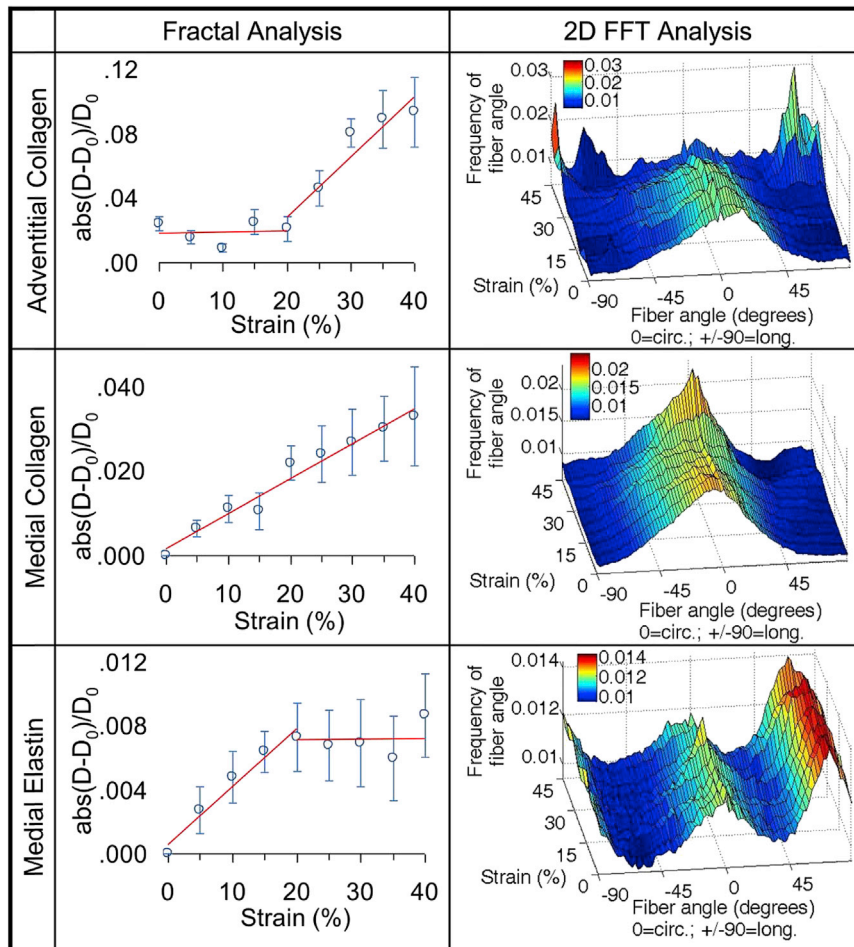 Fractal Analysis
2D FFT Analysis
Adventitial Collagen
abs(D-D0)/D0
.12
.08
.04
.00
0 10 20 30 40
Strain (%)
Frequency of
fiber angle
0.03
0.02
0.01
0.03
0.02
0.01
45
30
15
0
Strain (%)
-90 -45 0 45
Fiber angle (degrees)
0=circ.; +/-90=long.
Medial Collagen
abs(D-D0)/D0
.040
.020
.000
0 10 20 30 40
Strain (%)
Frequency of
fiber angle
0.02
0.015
0.01
0.02
0.015
0.01
45
30
15
0
Strain (%)
-90 -45 0 45
Fiber angle (degrees)
0=circ.; +/-90=long.
Medial Elastin
abs(D-D0)/D0
.012
.008
.004
.000
0 10 20 30 40
Strain (%)
Frequency of
fiber angle
0.014
0.012
0.01
0.014
0.012
0.01
45
30
15
0
Strain (%)
-90 -45 0 45
Fiber angle (degrees)
0=circ.; +/-90=long.